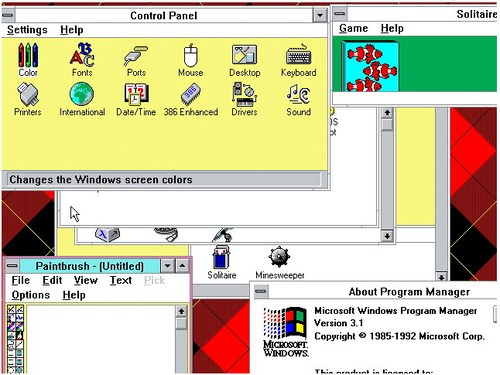 Control Panel
Settings Help
Color Fonts Ports Mouse Desktop Keyboard
Printers International Date/Time 386 Enhanced Drivers Sound
Changes the Windows screen colors
Solitaire
Game Help
Solitaire Minesweeper
Paintbrush - (Untitled)
File Edit View Text Pick
Options Help
About Program Manager
Microsoft Windows Program Manager
Version 3.1
Copyright © 1985-1992 Microsoft Corp.
MICROSOFT.
WINDOWS.
This product is licensed to: